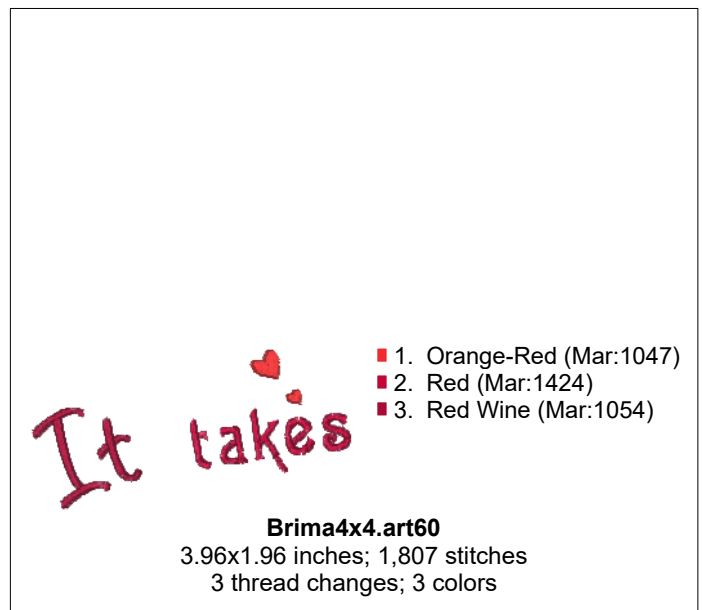 1. Orange-Red (Mar:1047)
2. Red (Mar:1424)
3. Red Wine (Mar:1054)
It takes
Brima4x4.art60
3.96x1.96 inches; 1,807 stitches
3 thread changes; 3 colors